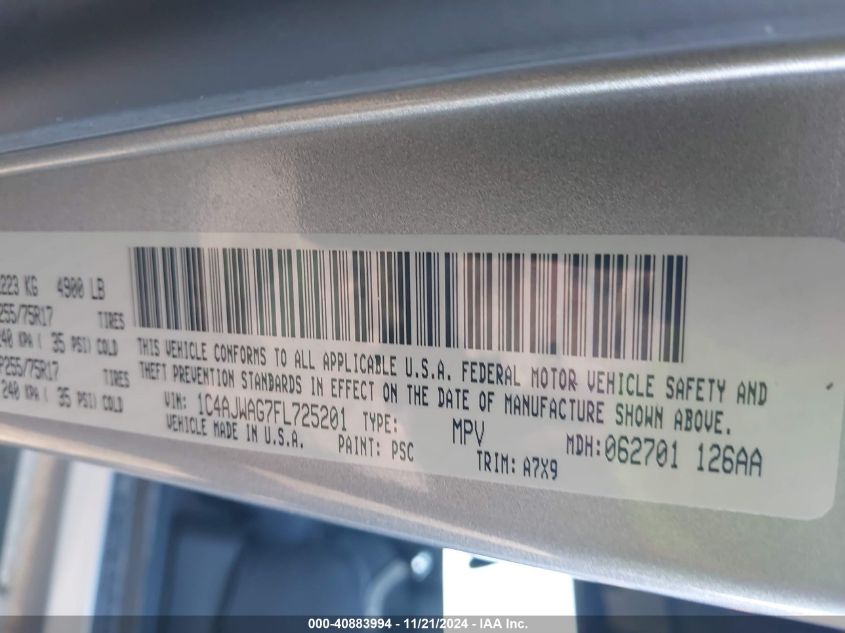 223 KG 4900 LB
255/75R17 TIRES
40 KPA ( 35 PSI) COLD
P255/75R17 TIRES
240 KPA ( 35 PSI) COLD
THIS VEHICLE CONFORMS TO ALL APPLICABLE U.S.A. FEDERAL MOTOR VEHICLE SAFETY AND
THEFT PREVENTION STANDARDS IN EFFECT ON THE DATE OF MANUFACTURE SHOWN ABOVE.
VIN: 1C4AJWAG7FL725201 TYPE: MPV MDH:062701 126AA
VEHICLE MADE IN U.S.A. PAINT: PSC TRIM: A7X9
000-40883994 - 11/21/2024 - IAA Inc.